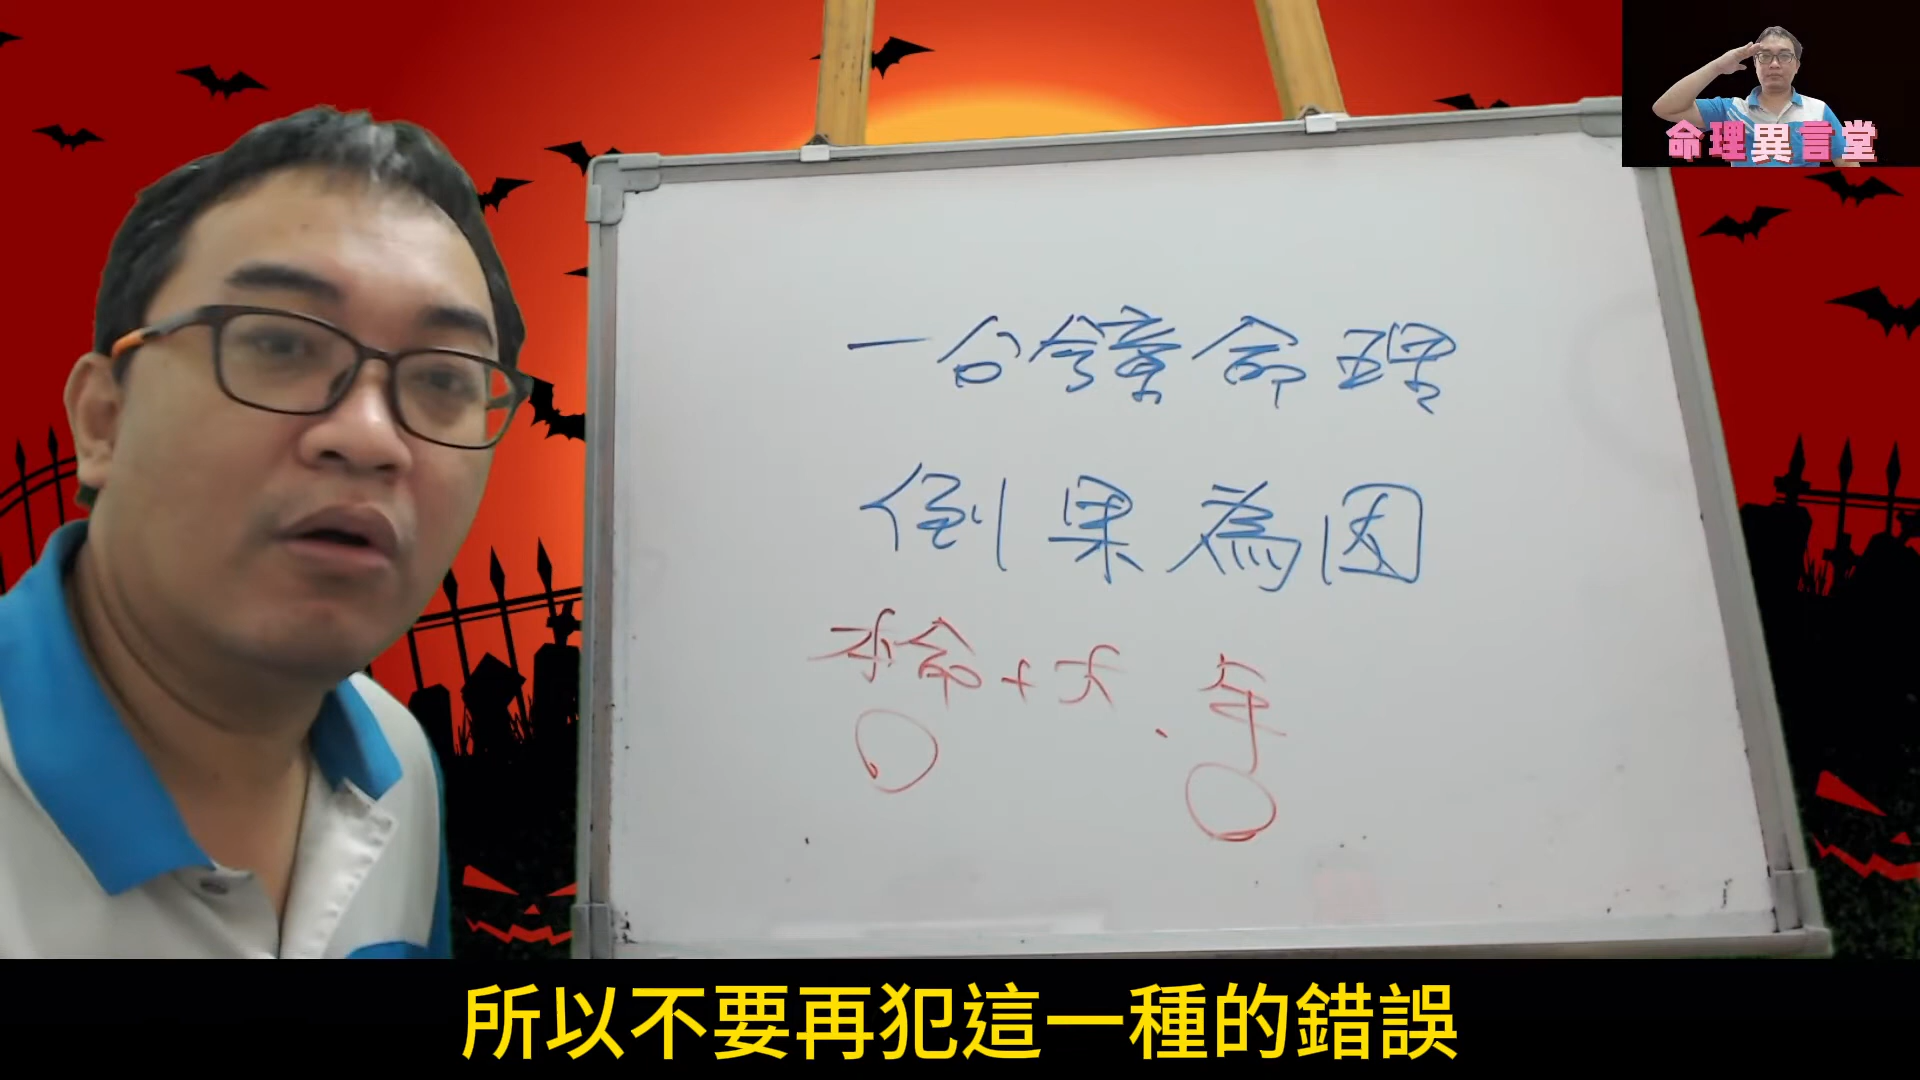 命理異言堂
一分鐘命理
倒果為因
本命+大、年
所以不要再犯這一種的錯誤